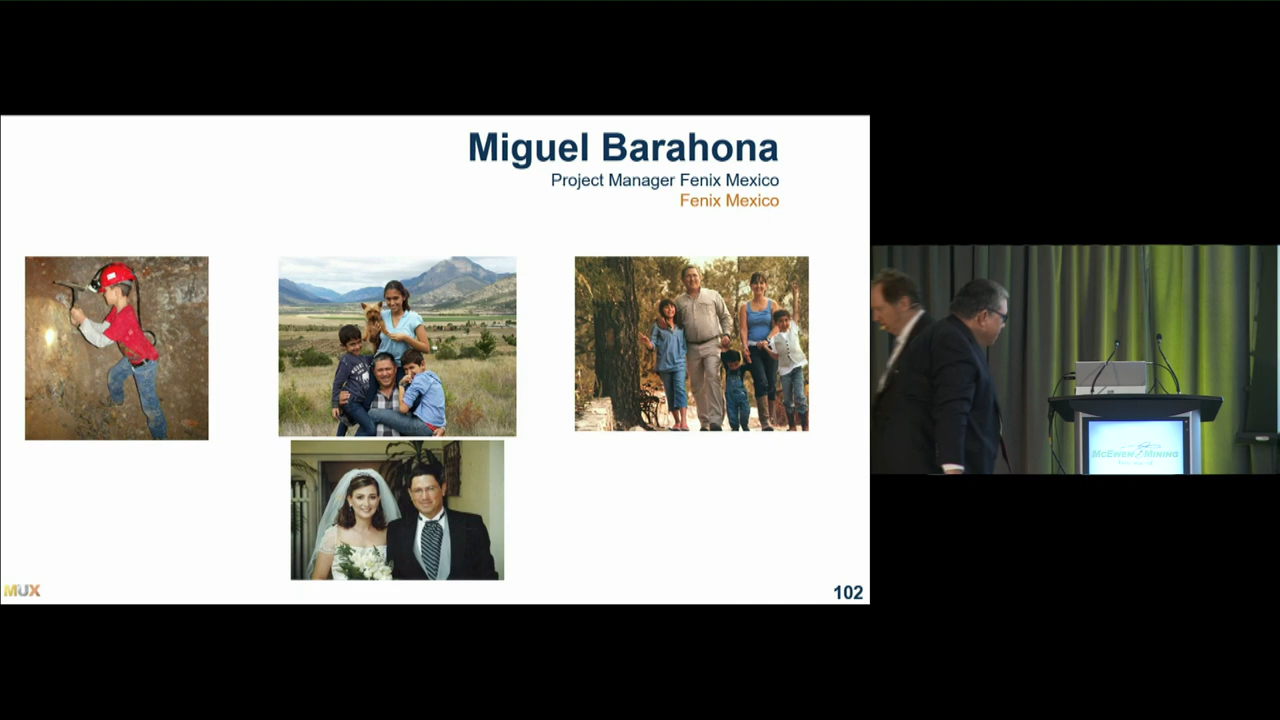 Miguel Barahona
Project Manager Fenix Mexico
Fenix Mexico
MUX
102
McEWEN MINING